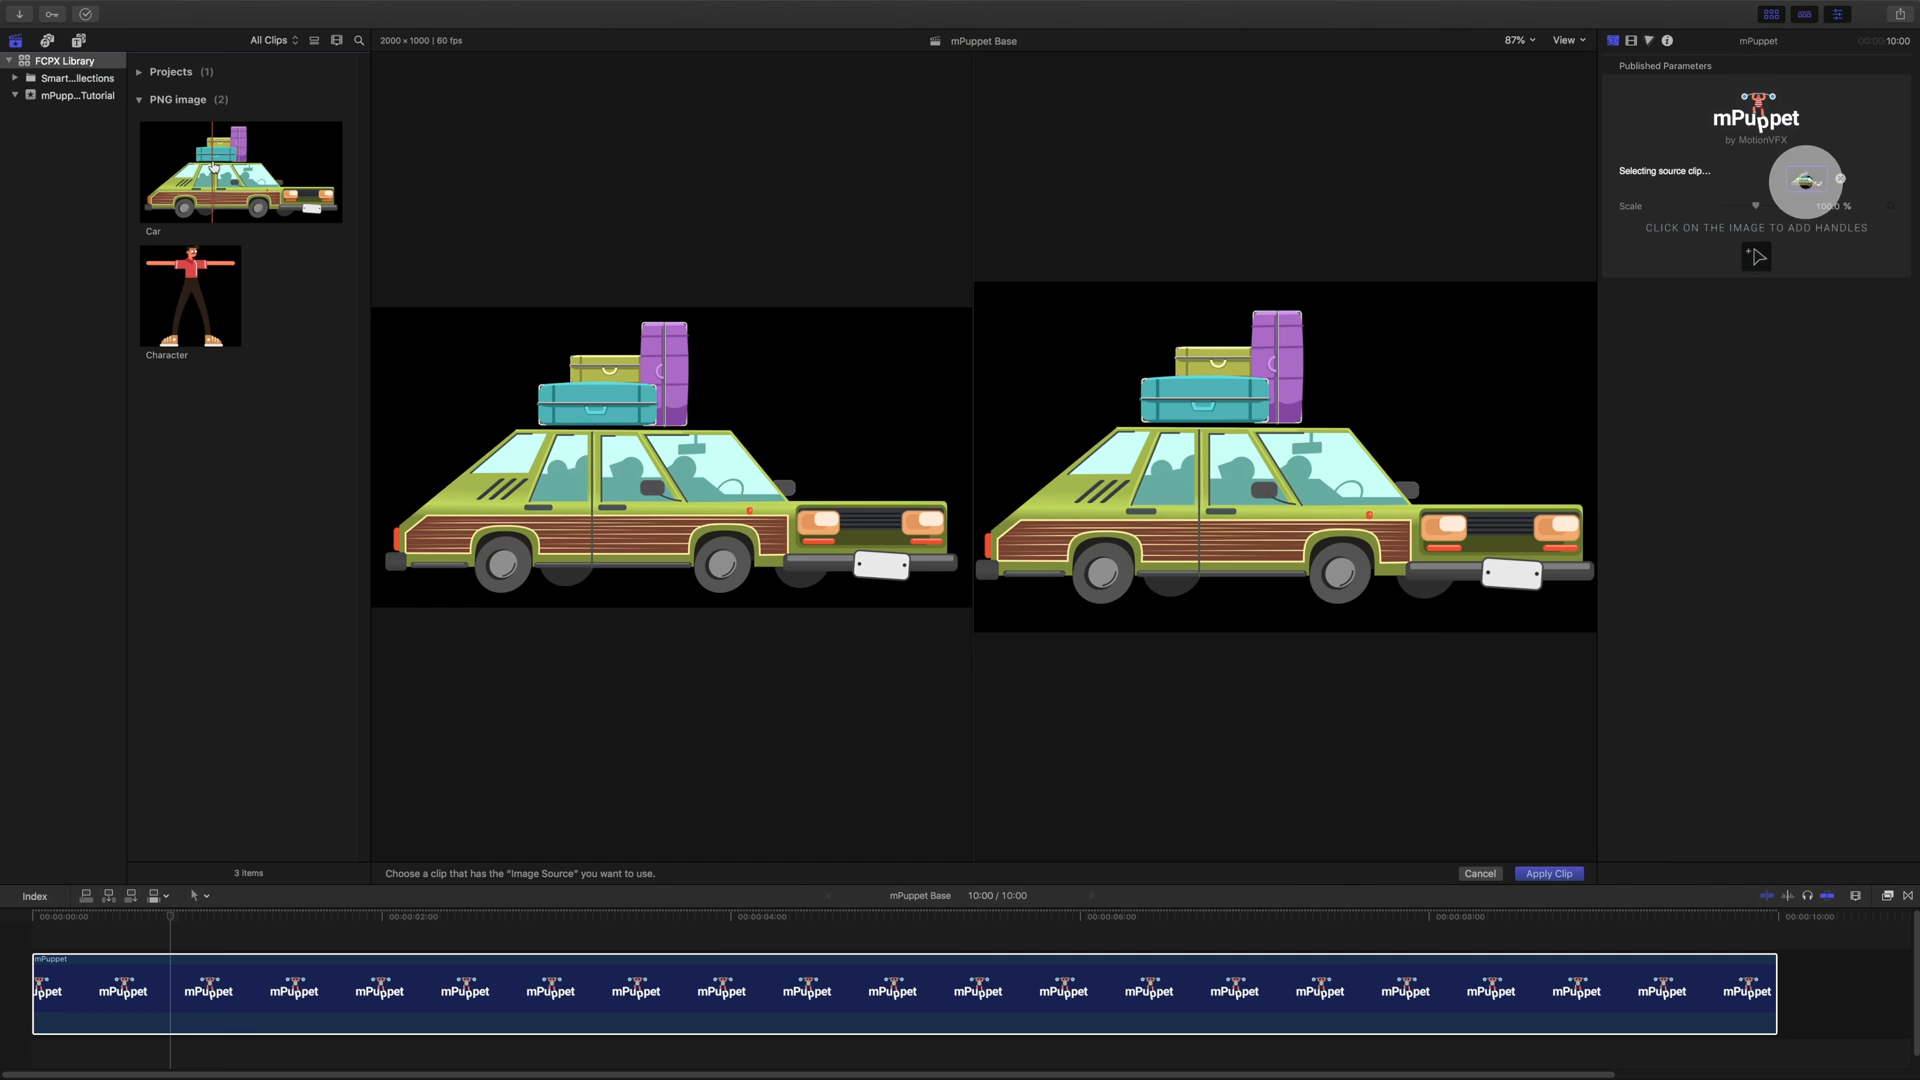 All Clips
2000 × 1000 | 60 fps
mPuppet Base
87%
View
mPuppet
00:00:10:00
FCPX Library
Smart...llections
mPupp...Tutorial
Projects (1)
PNG image (2)
Car
Character
3 items
Published Parameters
mPuppet
by MotionVFX
Selecting source clip...
Scale
100.0 %
CLICK ON THE IMAGE TO ADD HANDLES
Choose a clip that has the “Image Source” you want to use.
Cancel
Apply Clip
Index
mPuppet Base
10:00 / 10:00
00:00:00:00
00:00:02:00
00:00:04:00
00:00:06:00
00:00:08:00
00:00:10:00
mPuppet
uppet mPuppet mPuppet mPuppet mPuppet mPuppet mPuppet mPuppet mPuppet mPuppet mPuppet mPuppet mPuppet mPuppet mPuppet mPuppet mPuppet mPuppet mPuppet mPuppet mPuppet